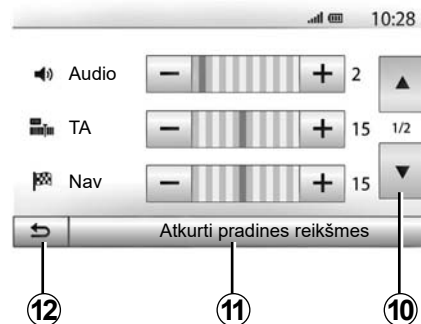 10:28
Audio − + 2
TA − + 15 1/2
Nav − + 15
Atkurti pradines reikšmes
12 11 10